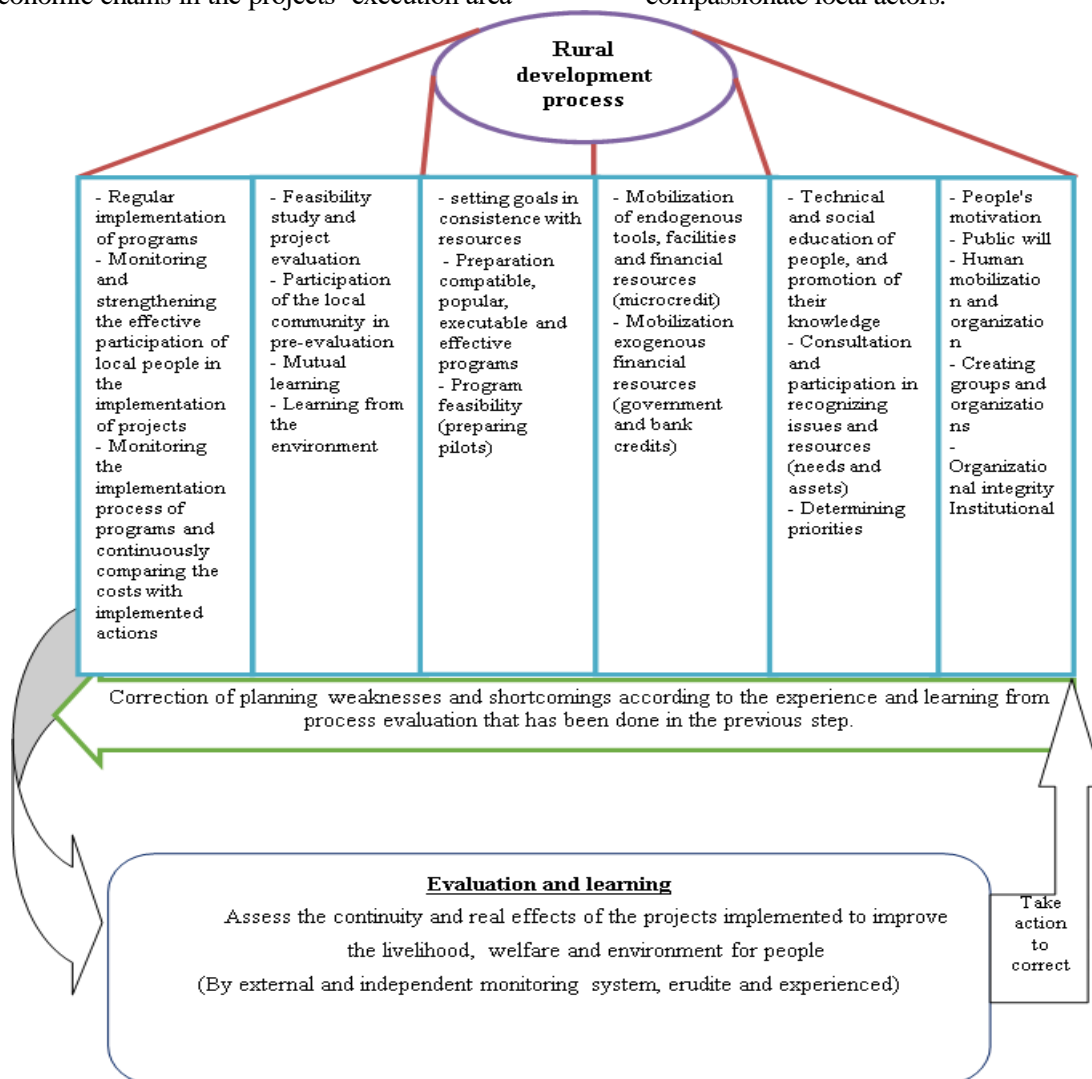 economic chains in the projects' execution area
compassionate local actors.
Rural
development
process
- Regular
implementation
of programs
- Monitoring
and
strengthening
the effective
participation of
local people in
the
implementation
of projects
- Monitoring
the
implementation
process of
programs and
continuously
comparing the
costs with
implemented
actions
- Feasibility
study and
project
evaluation
- Participation
of the local
community in
pre-evaluation
- Mutual
learning
- Learning from
the
environment
- setting goals in
consistence with
resources
- Preparation
compatible,
popular,
executable and
effective
programs
- Program
feasibility
(preparing
pilots)
- Mobilization
of endogenous
tools, facilities
and financial
resources
(microcredit)
- Mobilization
exogenous
financial
resources
(government
and bank
credits)
- Technical
and social
education of
people, and
promotion of
their
knowledge
- Consultation
and
participation in
recognizing
issues and
resources
(needs and
assets)
- Determining
priorities
- People's
motivation
- Public will
- Human
mobilizatio
n and
organizatio
n
- Creating
groups and
organizatio
ns
-
Organizatio
nal integrity
Institutional
Correction of planning weaknesses and shortcomings according to the experience and learning from
process evaluation that has been done in the previous step.
Evaluation and learning
Assess the continuity and real effects of the projects implemented to improve
the livelihood, welfare and environment for people
(By external and independent monitoring system, erudite and experienced)
Take
action
to
correct